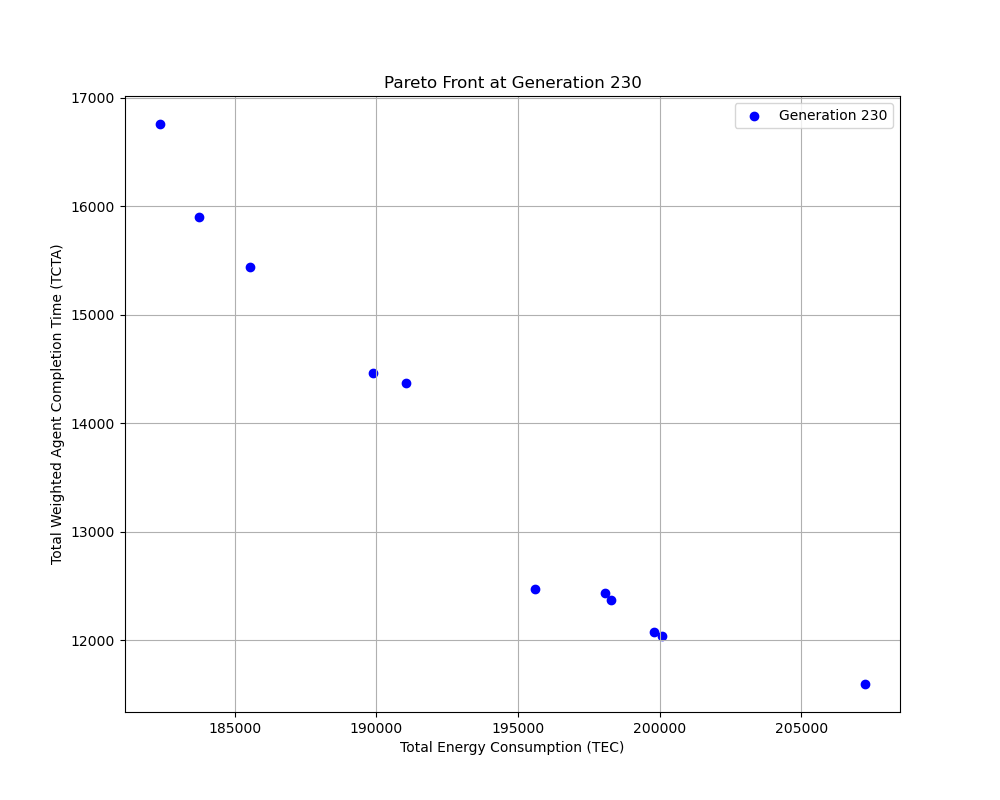 Pareto Front at Generation 230
Generation 230
Total Weighted Agent Completion Time (TCTA)
17000
16000
15000
14000
13000
12000
185000
190000
195000
200000
205000
Total Energy Consumption (TEC)